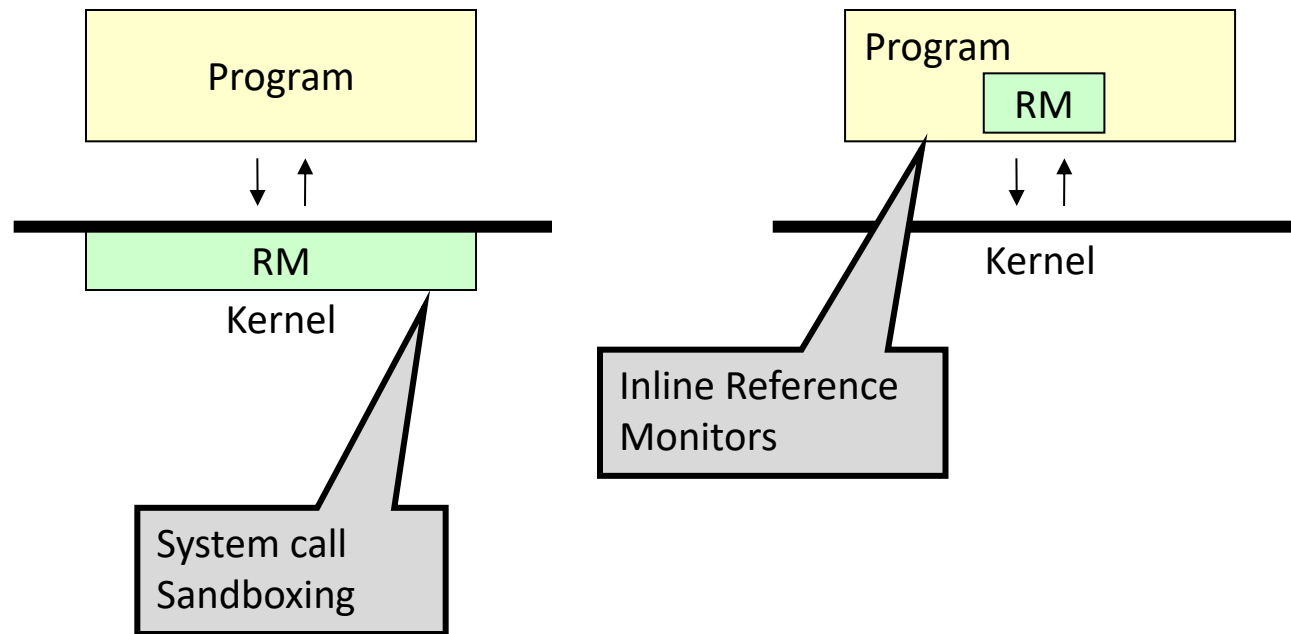 Program
RM
Kernel
System call
Sandboxing
Program
RM
Kernel
Inline Reference
Monitors